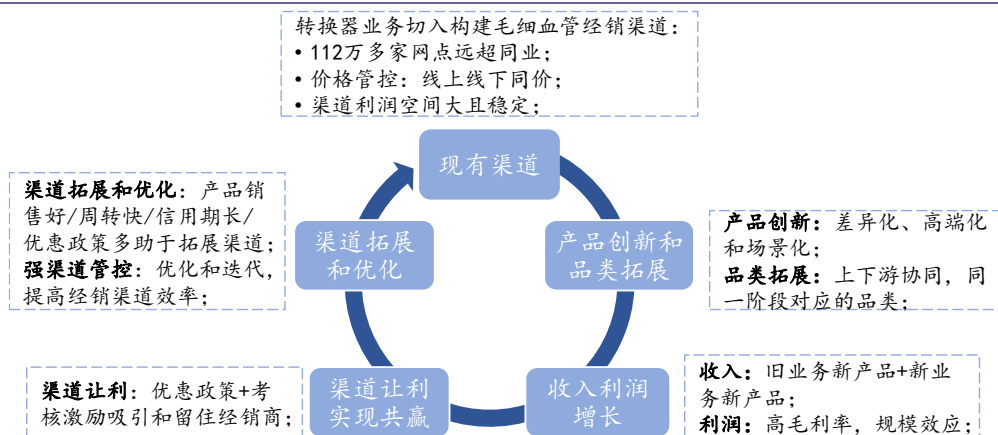 转换器业务切入构建毛细血管经销渠道：
• 112万多家网点远超同业；
• 价格管控：线上线下同价；
• 渠道利润空间大且稳定；
现有渠道
产品创新和
品类拓展
产品创新：差异化、高端化
和场景化；
品类拓展：上下游协同，同
一阶段对应的品类；
收入利润
增长
收入：旧业务新产品+新业
务新产品；
利润：高毛利率，规模效应；
渠道让利
实现共赢
渠道让利：优惠政策+考
核激励吸引和留住经销商；
渠道拓展
和优化
渠道拓展和优化：产品销
售好/周转快/信用期长/
优惠政策多助于拓展渠道；
强渠道管控：优化和迭代，
提高经销渠道效率；